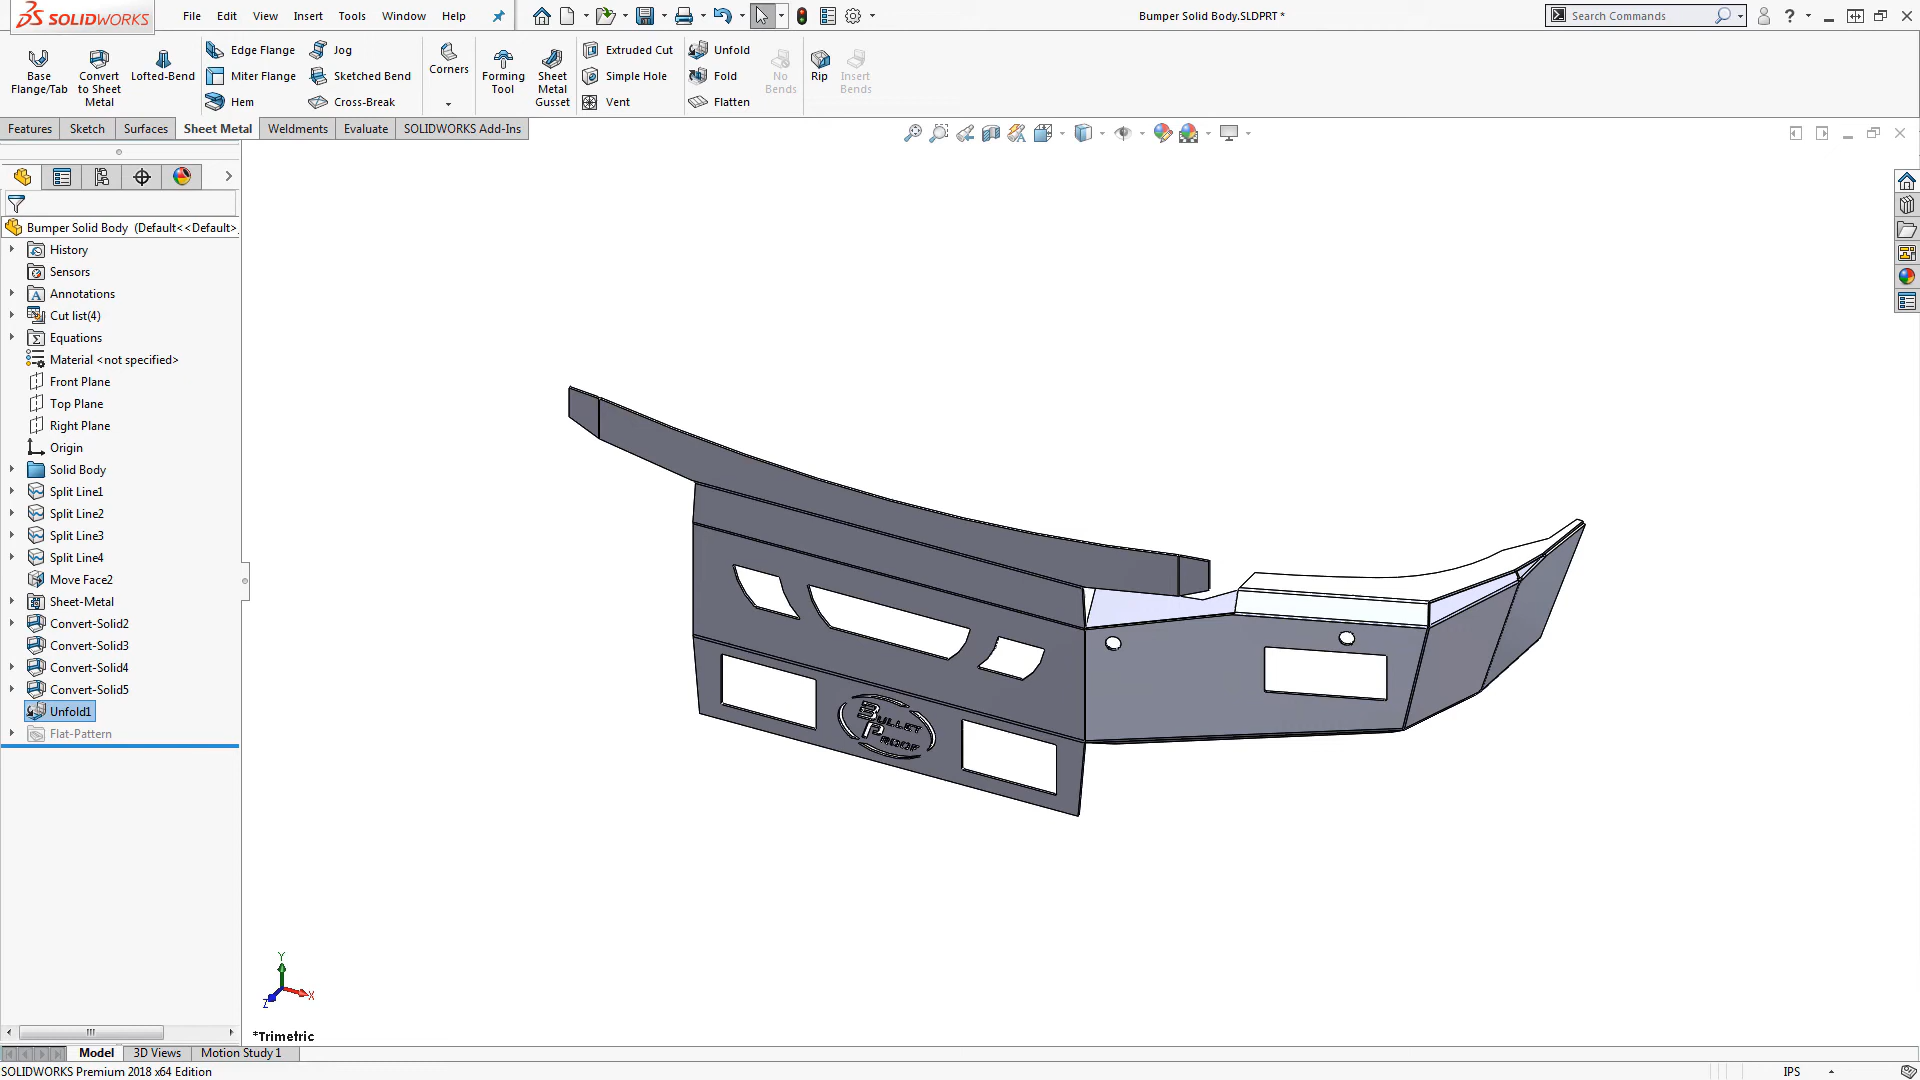 SOLIDWORKS
File Edit View Insert Tools Window Help
Bumper Solid Body.SLDPRT *
Search Commands
Base Flange/Tab
Convert to Sheet Metal
Lofted-Bend
Edge Flange
Miter Flange
Hem
Jog
Sketched Bend
Cross-Break
Corners
Forming Tool
Sheet Metal Gusset
Extruded Cut
Simple Hole
Vent
Unfold
Fold
Flatten
No Bends
Rip
Insert Bends
Features Sketch Surfaces Sheet Metal Weldments Evaluate SOLIDWORKS Add-Ins
Bumper Solid Body (Default<<Default>
History
Sensors
Annotations
Cut list(4)
Equations
Material <not specified>
Front Plane
Top Plane
Right Plane
Origin
Solid Body
Split Line1
Split Line2
Split Line3
Split Line4
Move Face2
Sheet-Metal
Convert-Solid2
Convert-Solid3
Convert-Solid4
Convert-Solid5
Unfold1
Flat-Pattern
BULLET
PROOF
Y
X
Z
*Trimetric
Model 3D Views Motion Study 1
SOLIDWORKS Premium 2018 x64 Edition
IPS